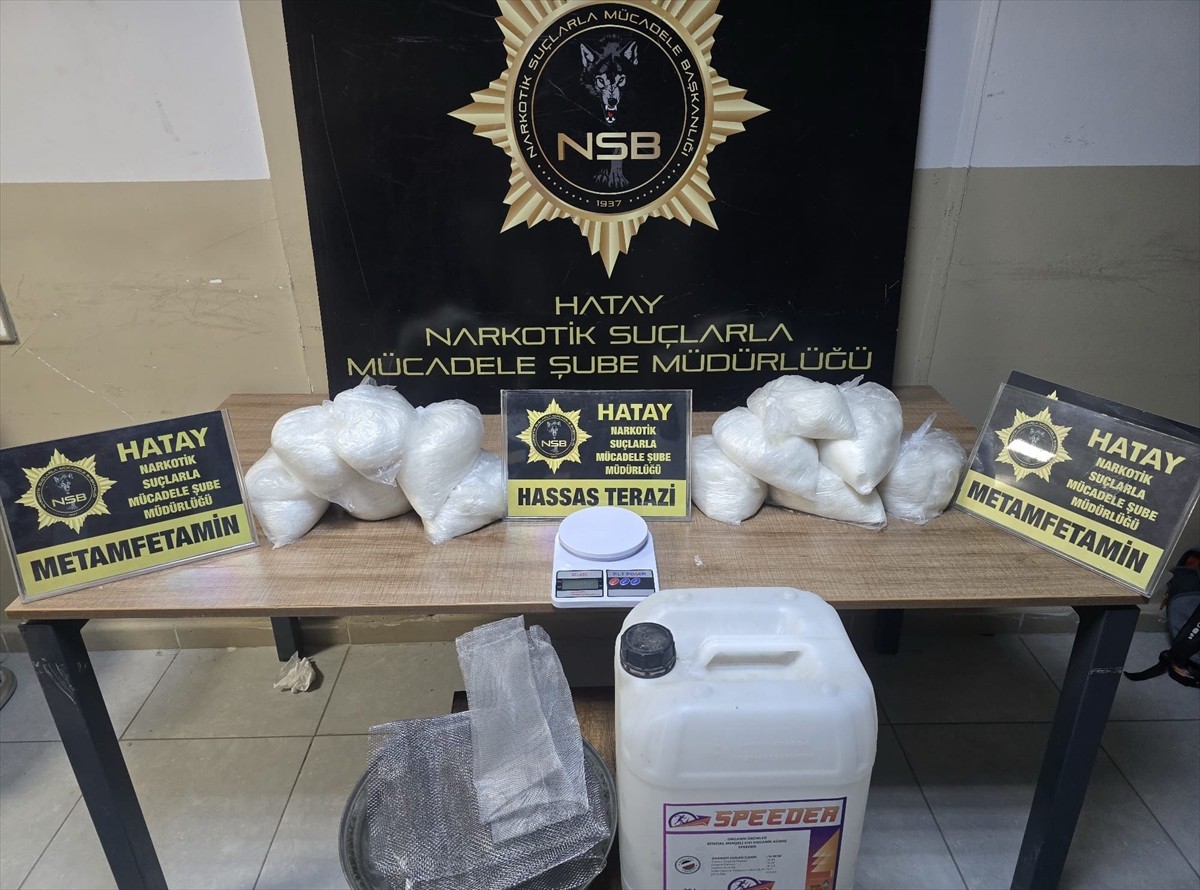 NARKOTİK SUÇLARLA MÜCADELE BAŞKANLIĞI
NSB
1937
HATAY
NARKOTİK SUÇLARLA
MÜCADELE ŞUBE MÜDÜRLÜĞÜ
NSB
HATAY
NARKOTİK
SUÇLARLA
MÜCADELE ŞUBE
MÜDÜRLÜĞÜ
METAMFETAMİN
NSB
HATAY
NARKOTİK
SUÇLARLA
MÜCADELE ŞUBE
MÜDÜRLÜĞÜ
HASSAS TERAZİ
HATAY
NARKOTİK
SUÇLARLA
MÜCADELE ŞUBE
MÜDÜRLÜĞÜ
METAMFETAMİN
SPEEDER